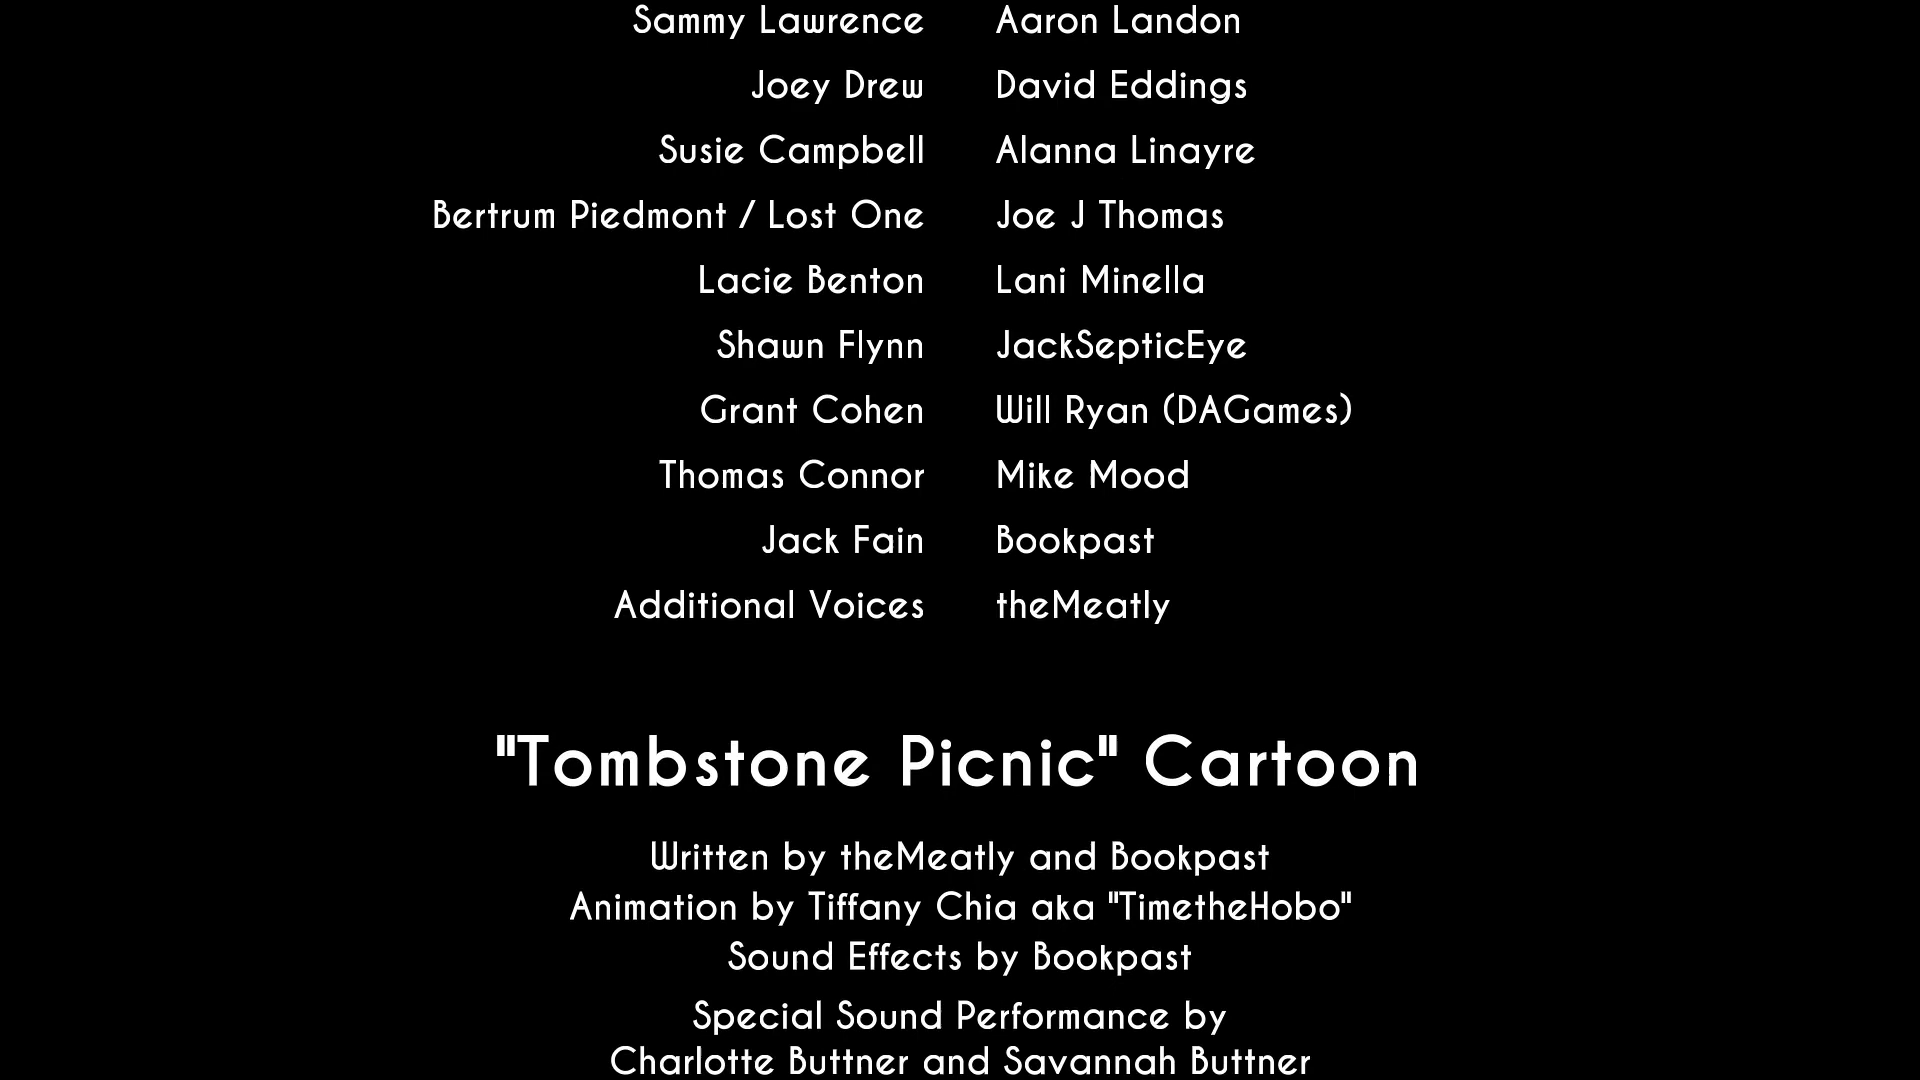 Sammy Lawrence Aaron Landon
Joey Drew David Eddings
Susie Campbell Alanna Linayre
Bertrum Piedmont / Lost One Joe J Thomas
Lacie Benton Lani Minella
Shawn Flynn JackSepticEye
Grant Cohen Will Ryan (DAGames)
Thomas Connor Mike Mood
Jack Fain Bookpast
Additional Voices theMeatly
"Tombstone Picnic" Cartoon
Written by theMeatly and Bookpast
Animation by Tiffany Chia aka "TimetheHobo"
Sound Effects by Bookpast
Special Sound Performance by
Charlotte Buttner and Savannah Buttner